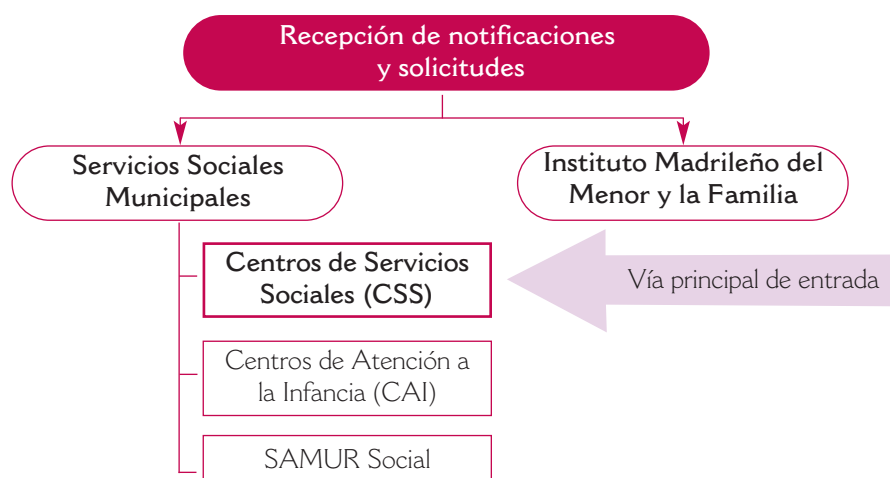 Recepción de notificaciones
y solicitudes
Servicios Sociales
Municipales
Instituto Madrileño del
Menor y la Familia
Centros de Servicios
Sociales (CSS)
Vía principal de entrada
Centros de Atención a
la Infancia (CAI)
SAMUR Social